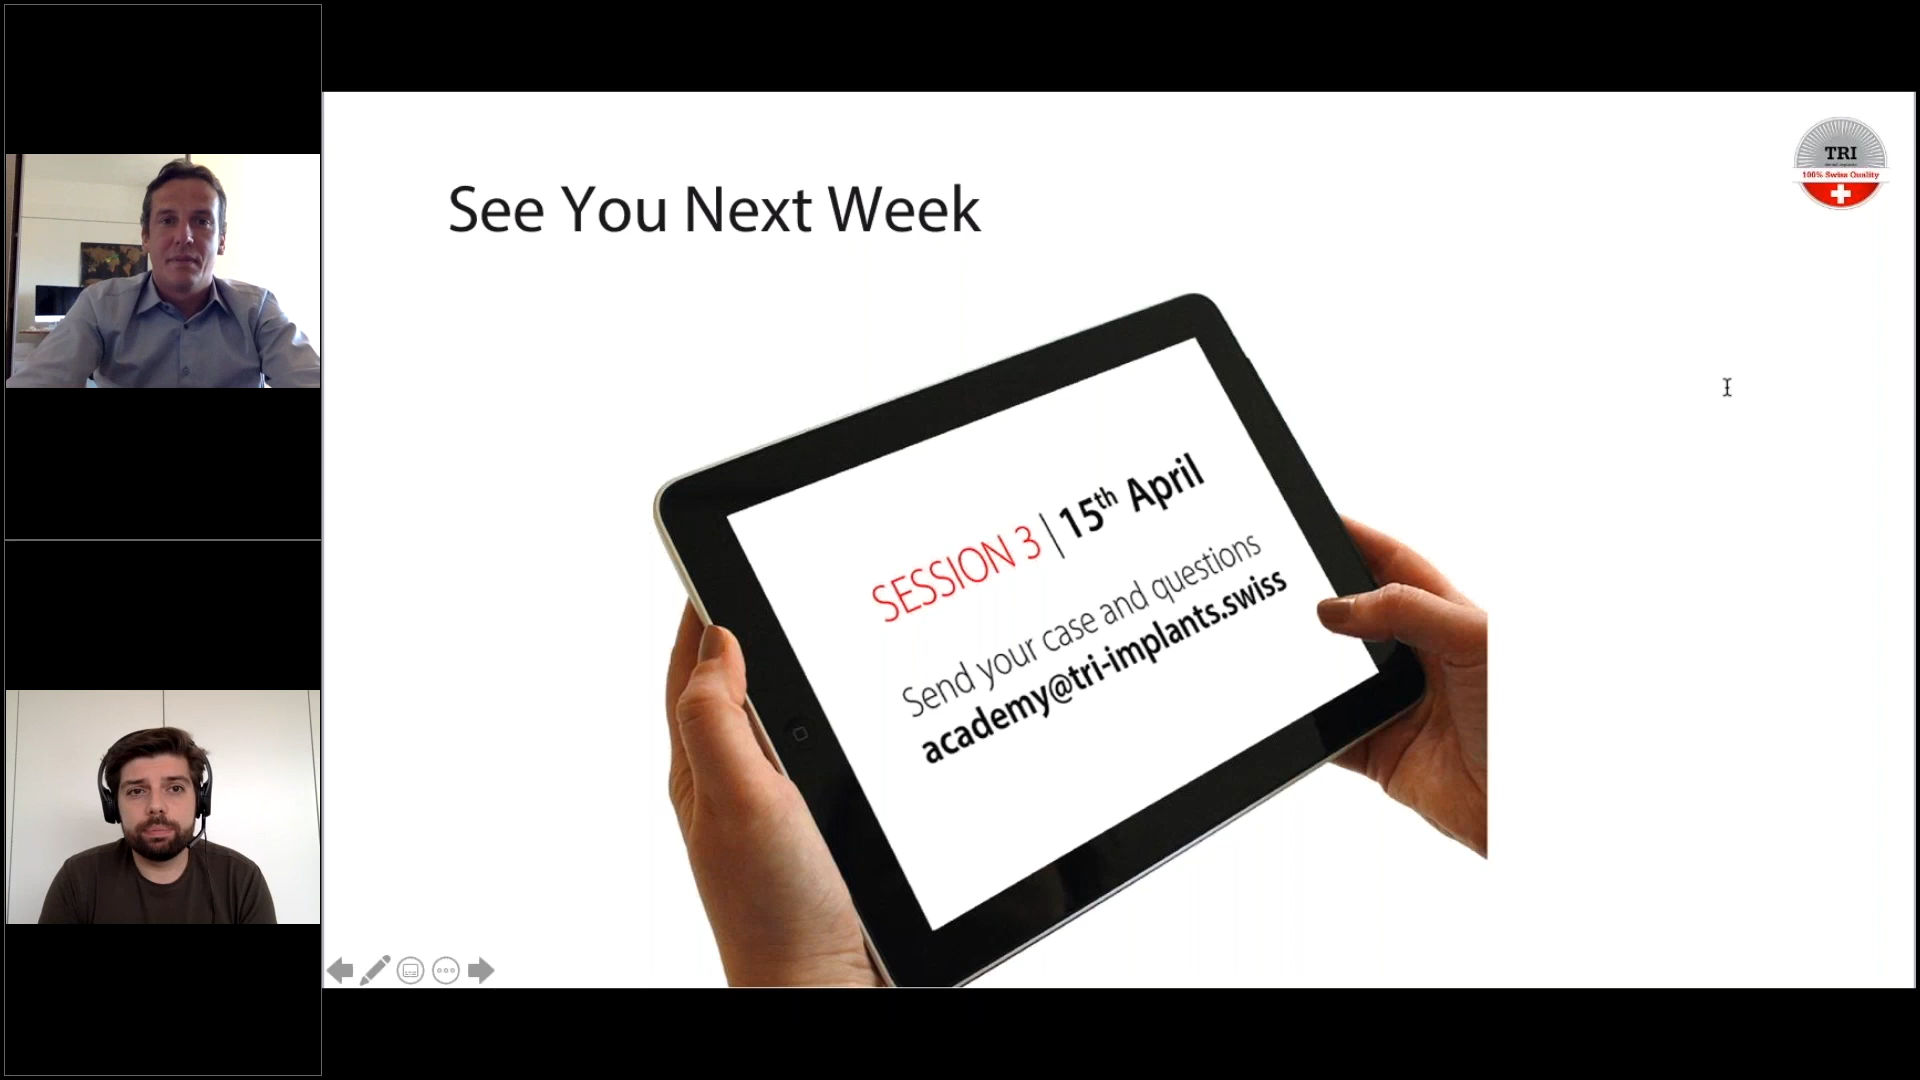 See You Next Week
TRI
100% Swiss Quality
SESSION 3 | 15th April
Send your case and questions
academy@tri-implants.swiss